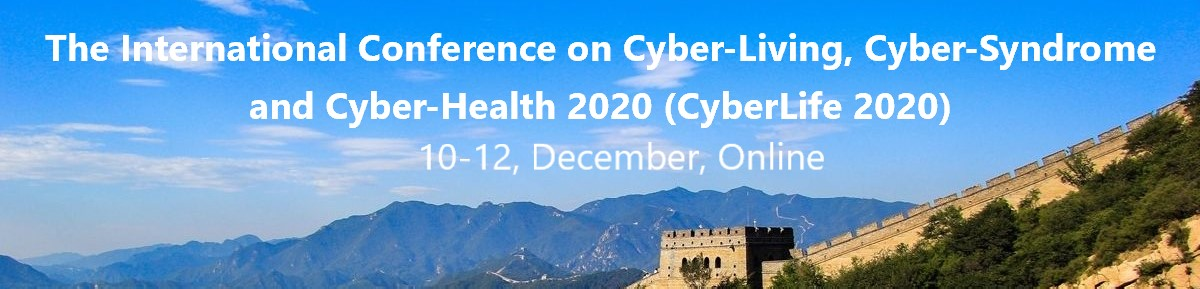 The International Conference on Cyber-Living, Cyber-Syndrome
and Cyber-Health 2020 (CyberLife 2020)
10-12, December, Online